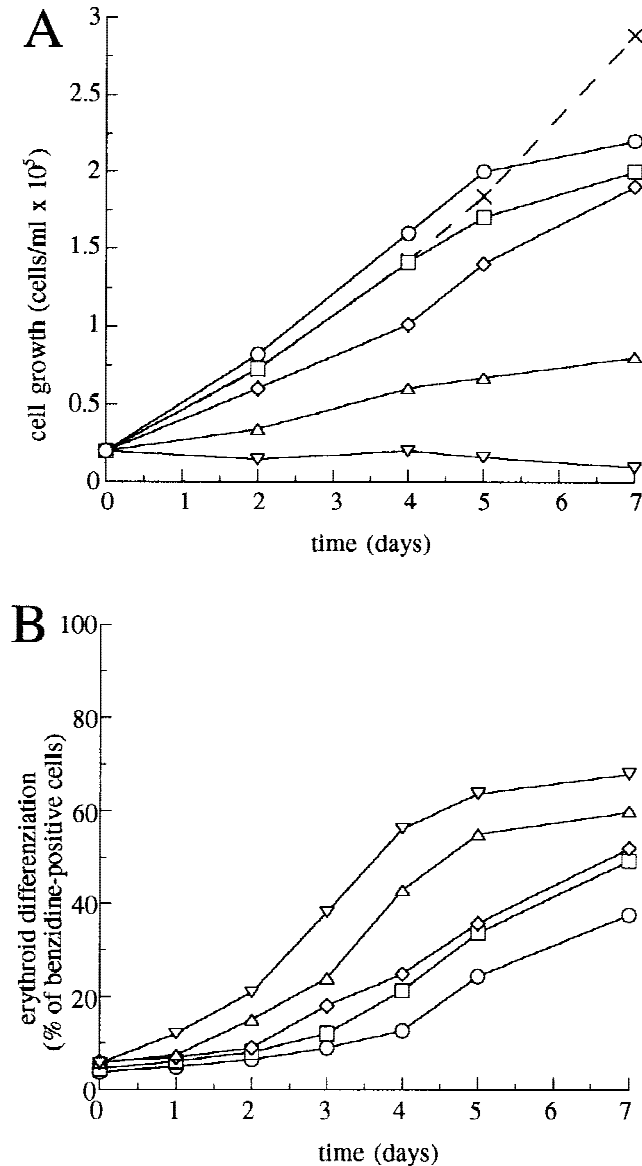 A
3
2.5
2
1.5
1
0.5
0
cell growth (cells/ml x 10⁵)
0 1 2 3 4 5 6 7
time (days)
B
100
80
60
40
20
0
erythroid differenziation
(% of benzidine-positive cells)
0 1 2 3 4 5 6 7
time (days)